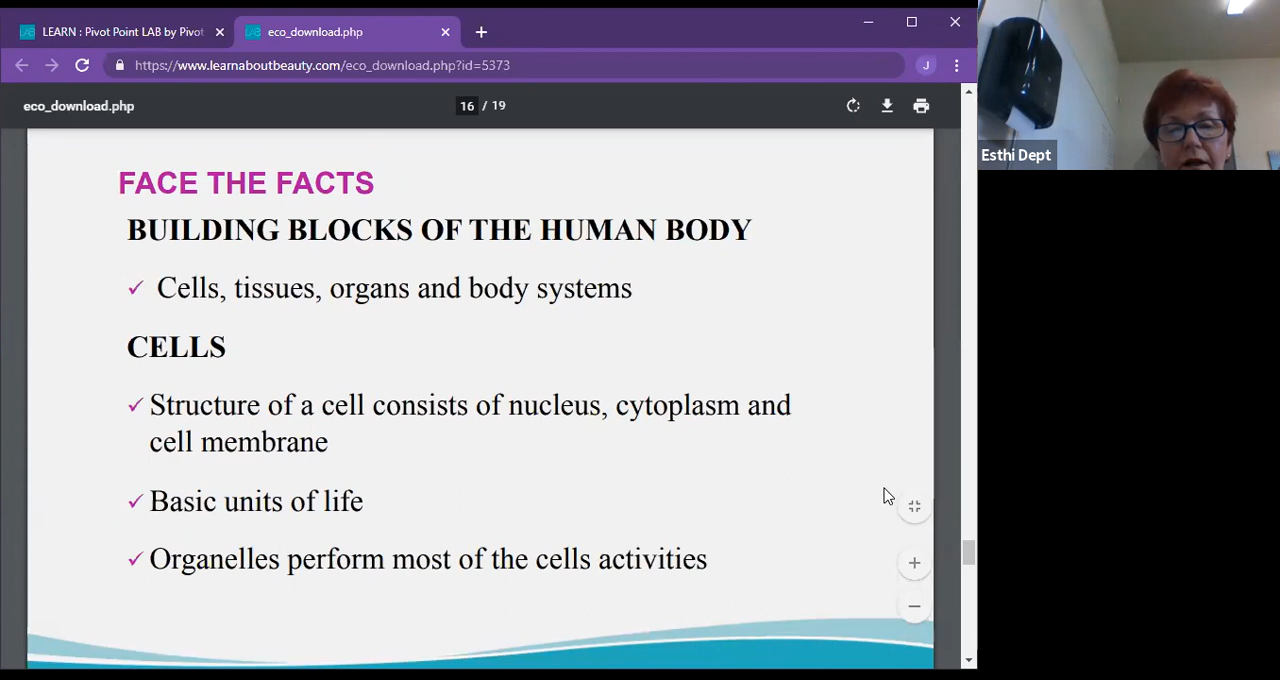 LEARN : Pivot Point LAB by Pivot
eco_download.php
https://www.learnaboutbeauty.com/eco_download.php?id=5373
J
eco_download.php
16 / 19
Esthi Dept
FACE THE FACTS
BUILDING BLOCKS OF THE HUMAN BODY
✓ Cells, tissues, organs and body systems
CELLS
✓ Structure of a cell consists of nucleus, cytoplasm and
cell membrane
✓ Basic units of life
✓ Organelles perform most of the cells activities